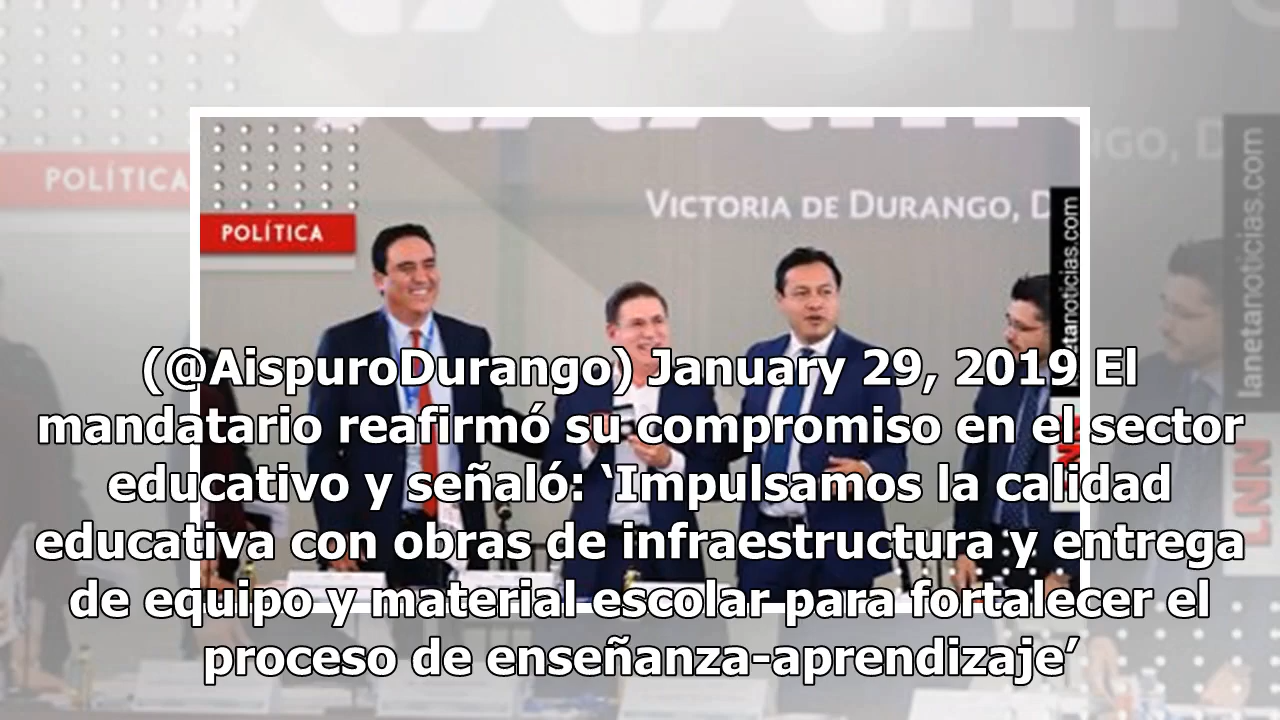 POLÍTICA
POLÍTICA
VICTORIA DE DURANGO, D
lanetanoticias.com
LNN
(@AispuroDurango) January 29, 2019 El
mandatario reafirmó su compromiso en el sector
educativo y señaló: ‘Impulsamos la calidad
educativa con obras de infraestructura y entrega
de equipo y material escolar para fortalecer el
proceso de enseñanza-aprendizaje’